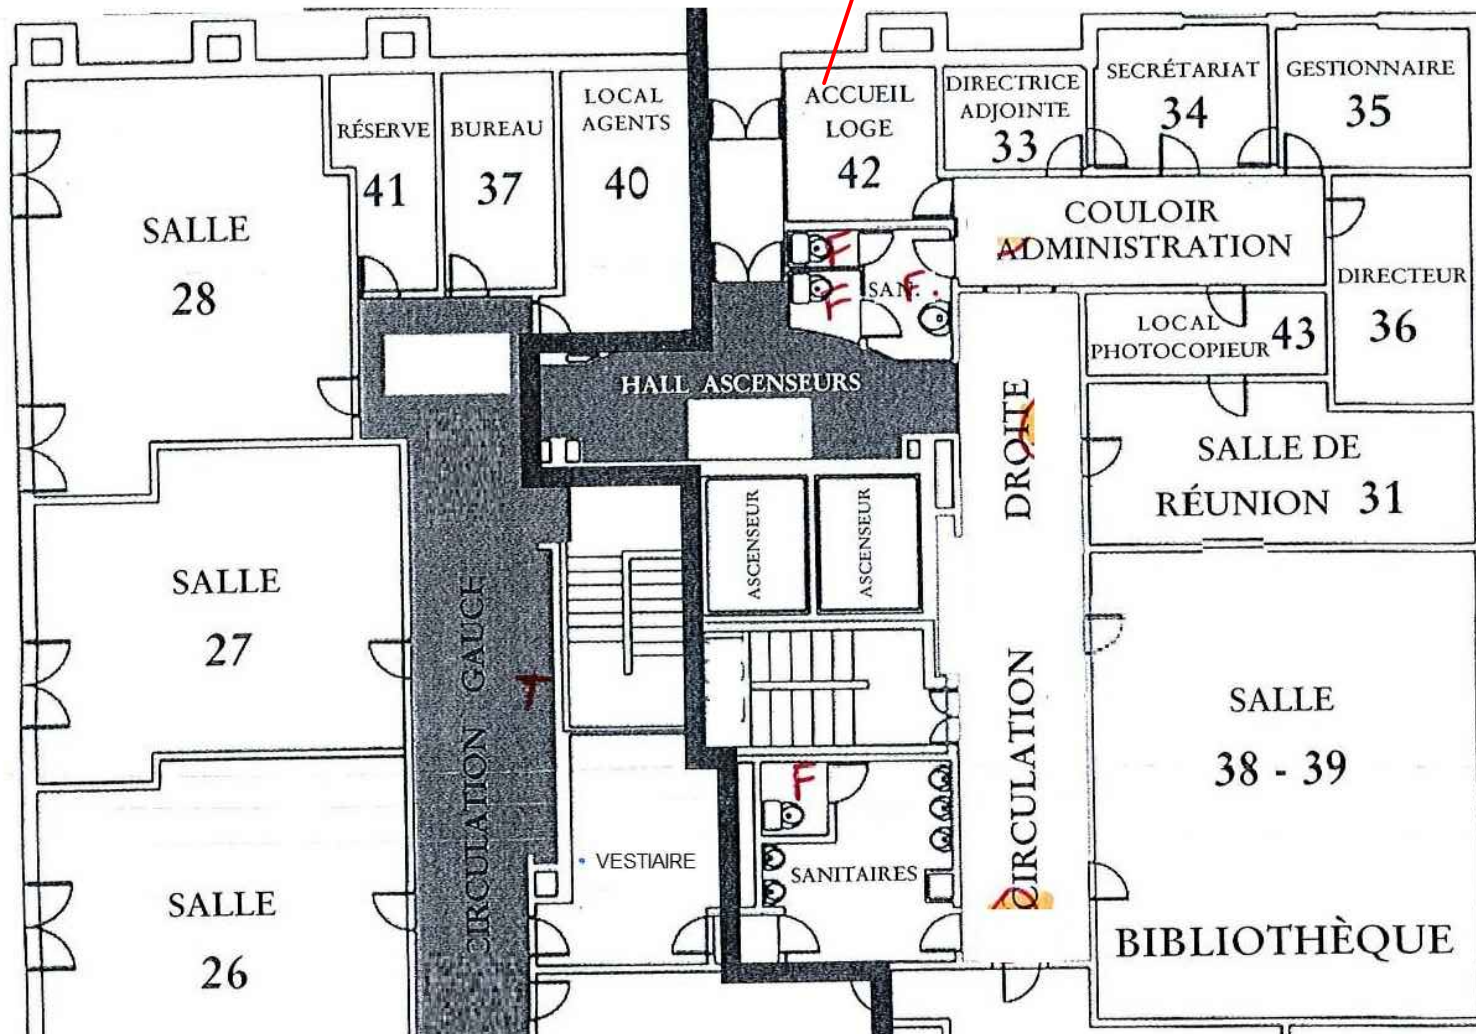 ACCUEIL
LOGE
42
DIRECTRICE
ADJOINTE
33
SECRÉTARIAT
34
GESTIONNAIRE
35
LOCAL
AGENTS
40
RÉSERVE
41
BUREAU
37
SALLE
28
COULOIR
ADMINISTRATION
DIRECTEUR
36
F
F
SAN.
F
LOCAL
PHOTOCOPIEUR 43
HALL ASCENSEURS
SALLE DE
RÉUNION 31
ASCENSEUR
ASCENSEUR
CIRCULATION DROITE
SALLE
27
CIRCULATION GAUCE
SALLE
38 - 39
BIBLIOTHÈQUE
F
SANITAIRES
VESTIAIRE
SALLE
26